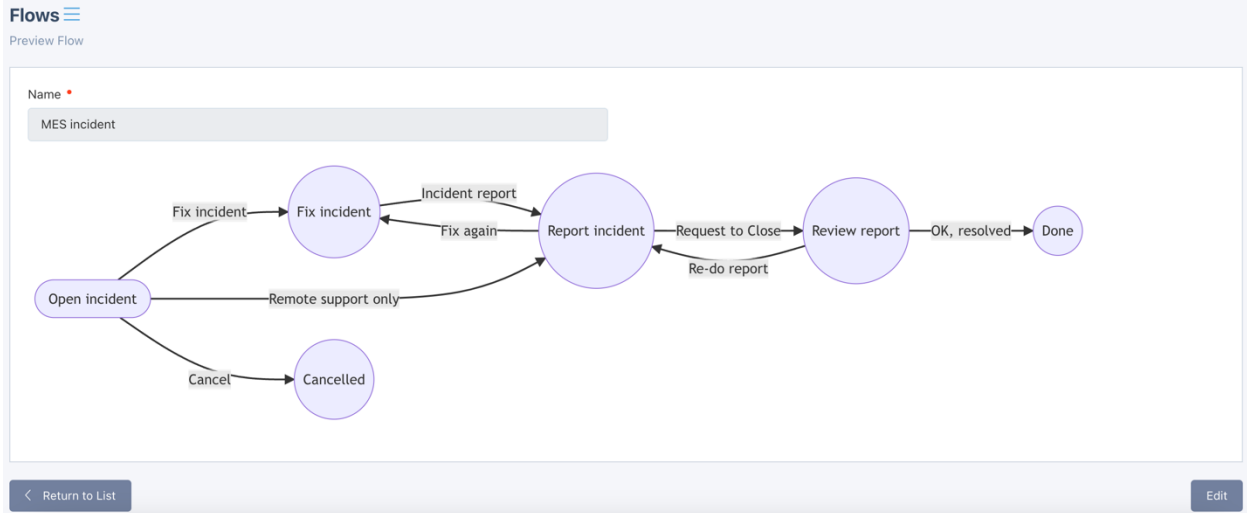 Flows
Preview Flow
Name •
MES incident
Incident report
Fix incident
Fix incident
Fix again
Report incident
Request to Close
Review report
OK, resolved
Done
Re-do report
Open incident
Remote support only
Cancel
Cancelled
Return to List
Edit